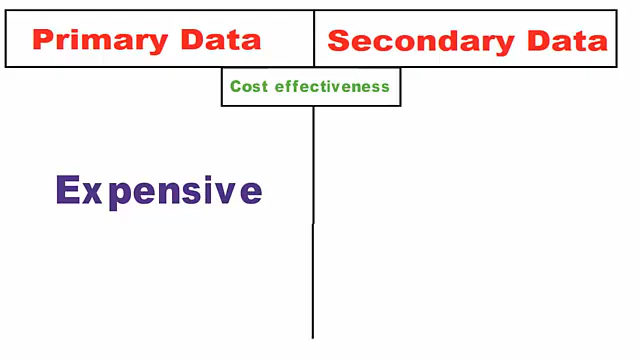 Primary Data
Secondary Data
Cost effectiveness
Expensive